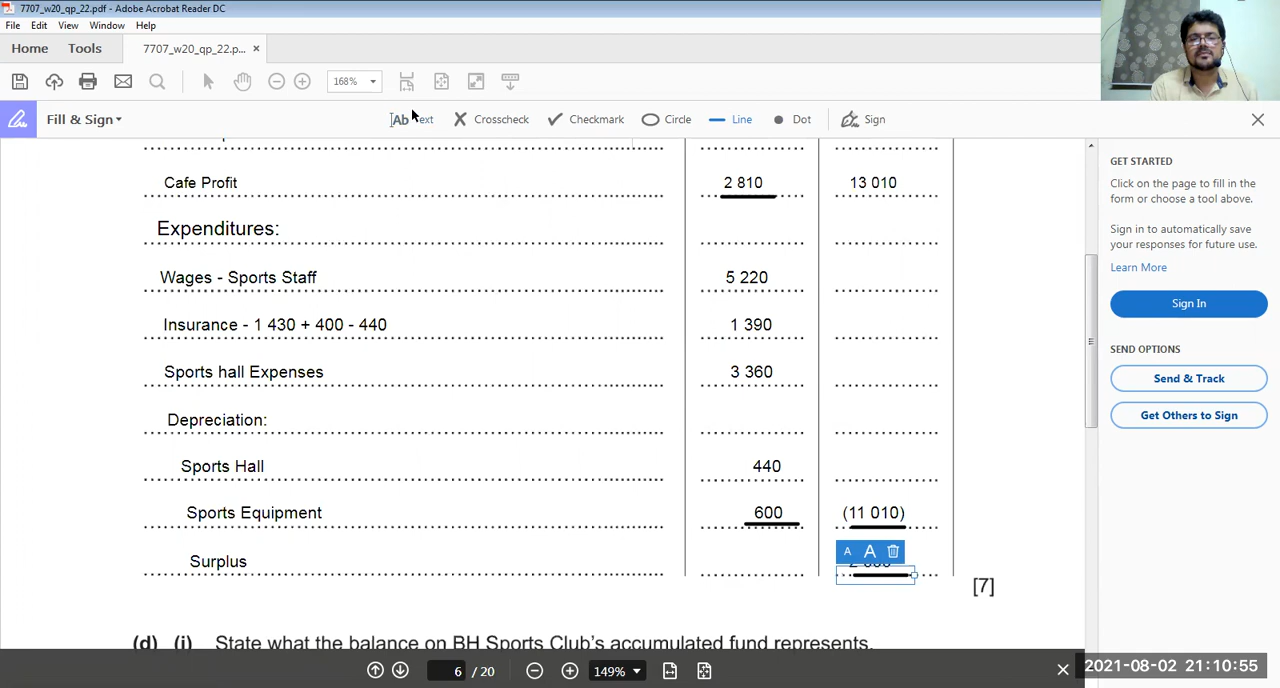 7707_w20_qp_22.pdf - Adobe Acrobat Reader DC
File Edit View Window Help
Home Tools 7707_w20_qp_22.p... ×
168%
Fill & Sign
Ab Text Crosscheck Checkmark Circle Line Dot Sign
Cafe Profit 2 810 13 010
Expenditures:
Wages - Sports Staff 5 220
Insurance - 1 430 + 400 - 440 1 390
Sports hall Expenses 3 360
Depreciation:
Sports Hall 440
Sports Equipment 600 (11 010)
A A
Surplus
[7]
(d) (i) State what the balance on BH Sports Club's accumulated fund represents.
GET STARTED
Click on the page to fill in the
form or choose a tool above.
Sign in to automatically save
your responses for future use.
Learn More
Sign In
SEND OPTIONS
Send & Track
Get Others to Sign
6 / 20 149%
2021-08-02 21:10:55